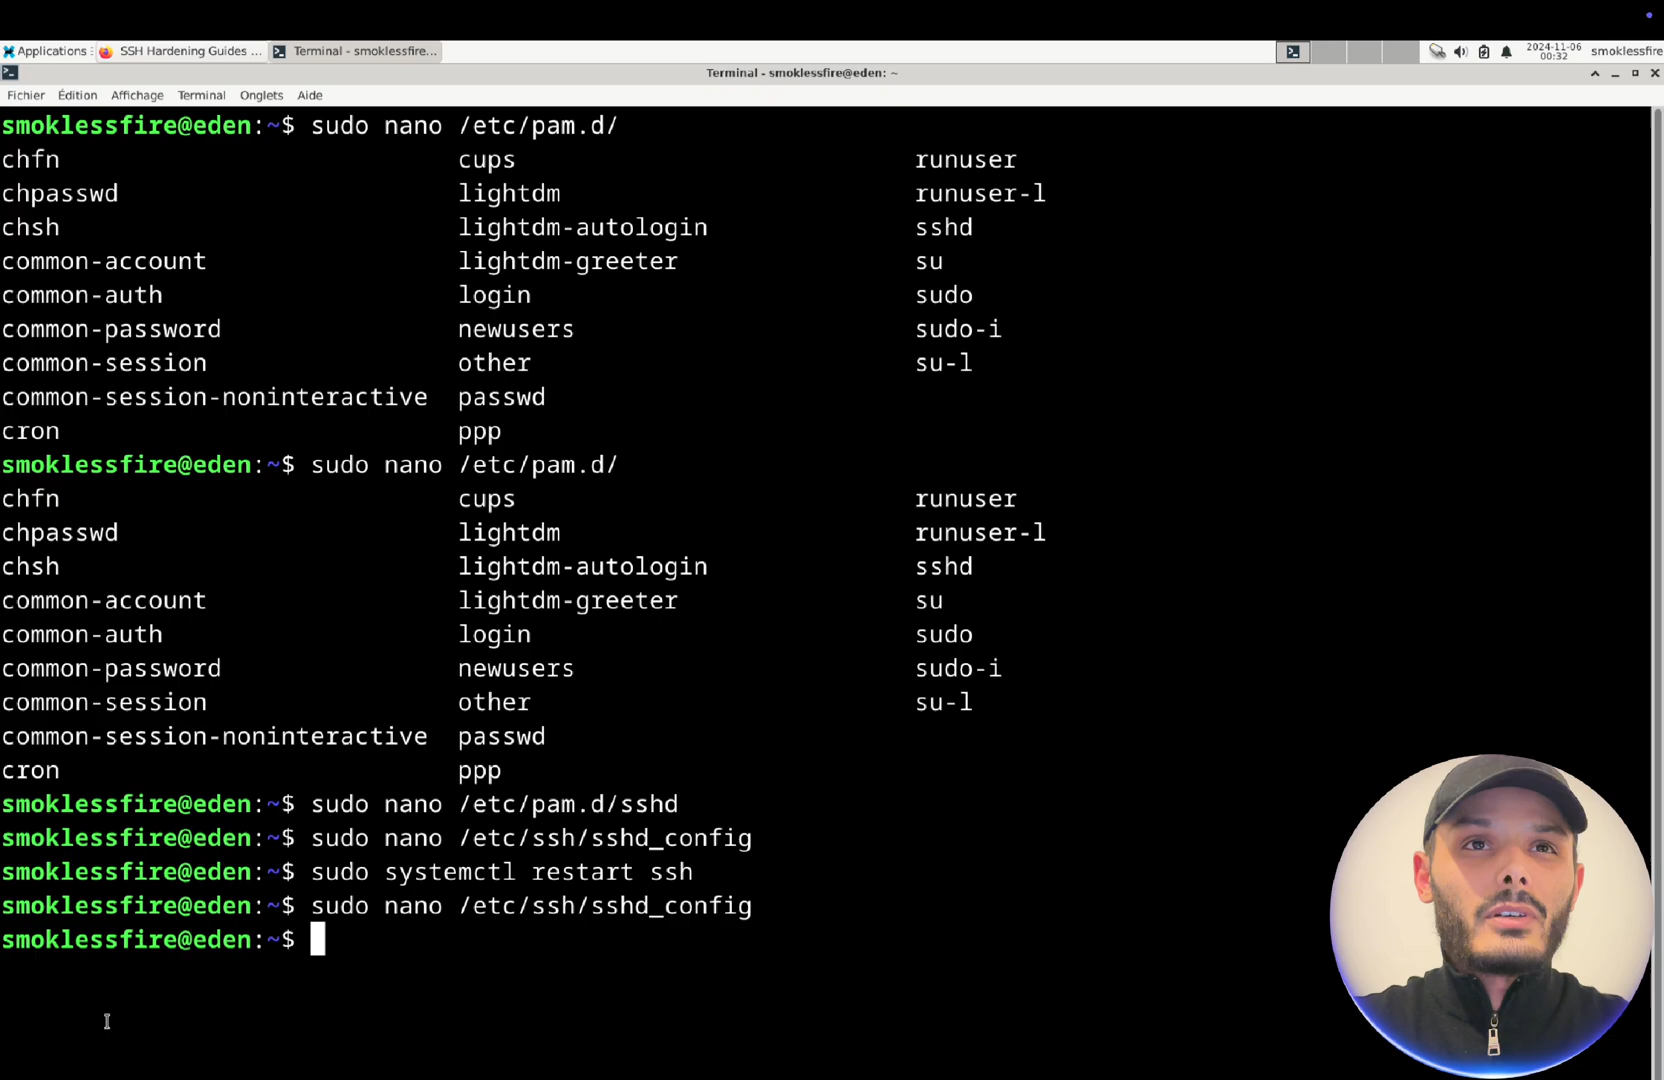 Applications
SSH Hardening Guides ...
Terminal - smoklessfire...
2024-11-06
00:32
smoklessfire
Terminal - smoklessfire@eden: ~
Fichier Édition Affichage Terminal Onglets Aide
smoklessfire@eden:~$ sudo nano /etc/pam.d/
chfn cups runuser
chpasswd lightdm runuser-l
chsh lightdm-autologin sshd
common-account lightdm-greeter su
common-auth login sudo
common-password newusers sudo-i
common-session other su-l
common-session-noninteractive passwd
cron ppp
smoklessfire@eden:~$ sudo nano /etc/pam.d/
chfn cups runuser
chpasswd lightdm runuser-l
chsh lightdm-autologin sshd
common-account lightdm-greeter su
common-auth login sudo
common-password newusers sudo-i
common-session other su-l
common-session-noninteractive passwd
cron ppp
smoklessfire@eden:~$ sudo nano /etc/pam.d/sshd
smoklessfire@eden:~$ sudo nano /etc/ssh/sshd_config
smoklessfire@eden:~$ sudo systemctl restart ssh
smoklessfire@eden:~$ sudo nano /etc/ssh/sshd_config
smoklessfire@eden:~$